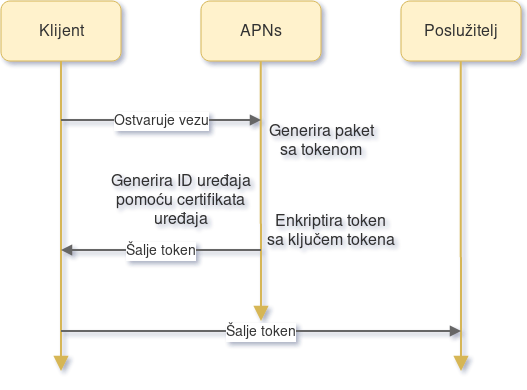 Klijent
APNs
Poslužitelj
Ostvaruje vezu
Generira paket
sa tokenom
Generira ID uređaja
pomoću certifikata
uređaja
Enkriptira token
sa ključem tokena
Šalje token
Šalje token